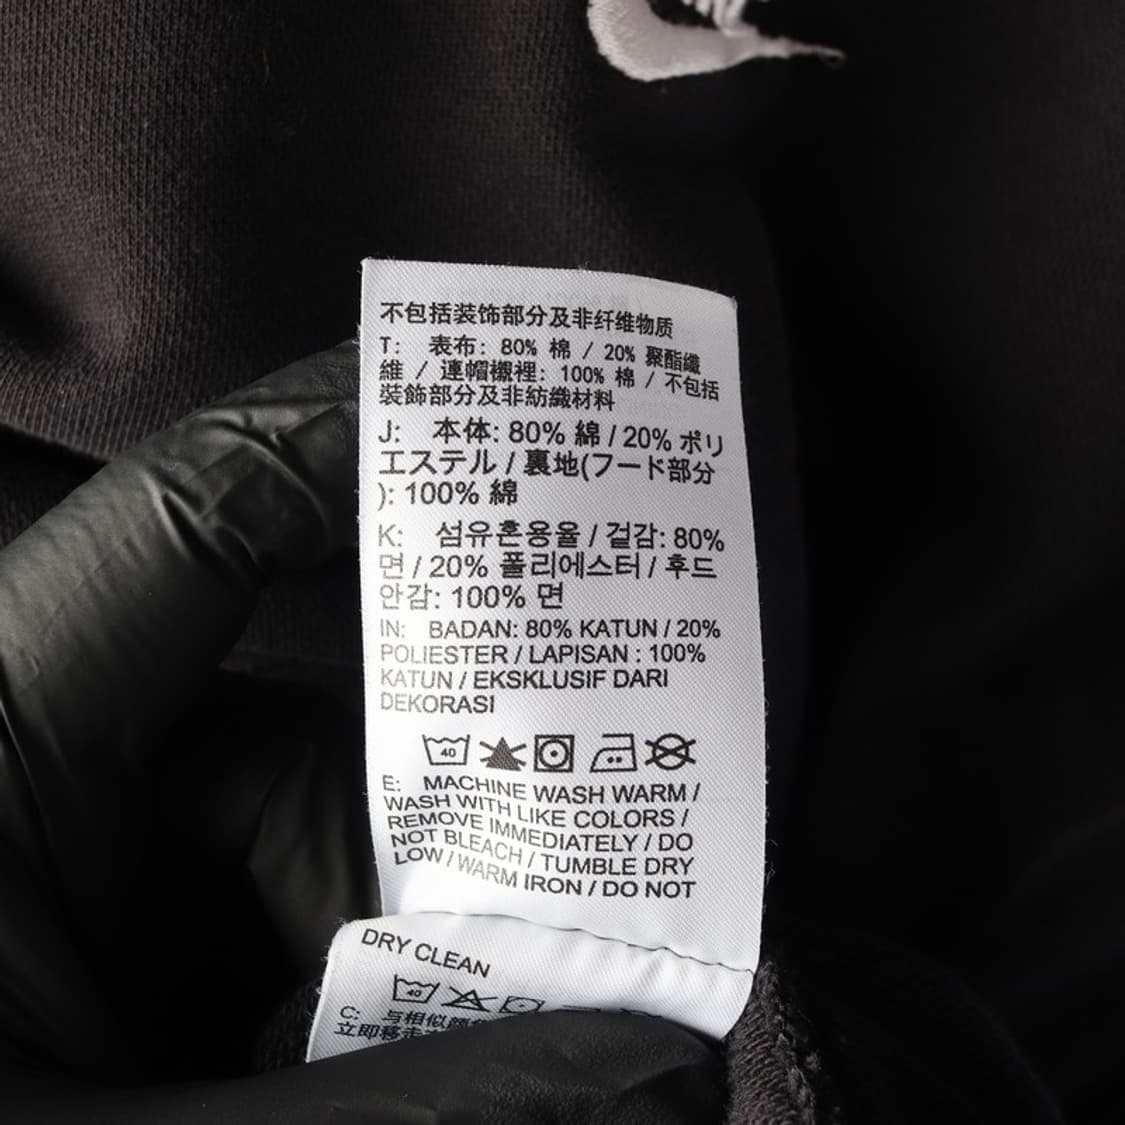 不包括装饰部分及非纤维物质
T: 表布: 80% 棉 / 20% 聚酯纖
維 / 連帽襯裡: 100% 棉 / 不包括
裝飾部分及非紡織材料
J: 本体: 80% 綿 / 20% ポリ
エステル / 裏地(フード部分
): 100% 綿
K: 섬유혼용율 / 겉감: 80%
면 / 20% 폴리에스터 / 후드
안감: 100% 면
IN: BADAN: 80% KATUN / 20%
POLIESTER / LAPISAN : 100%
KATUN / EKSKLUSIF DARI
DEKORASI
40
E: MACHINE WASH WARM /
WASH WITH LIKE COLORS /
REMOVE IMMEDIATELY / DO
NOT BLEACH / TUMBLE DRY
LOW / WARM IRON / DO NOT
DRY CLEAN
40
C: 与相似颜
立即移走